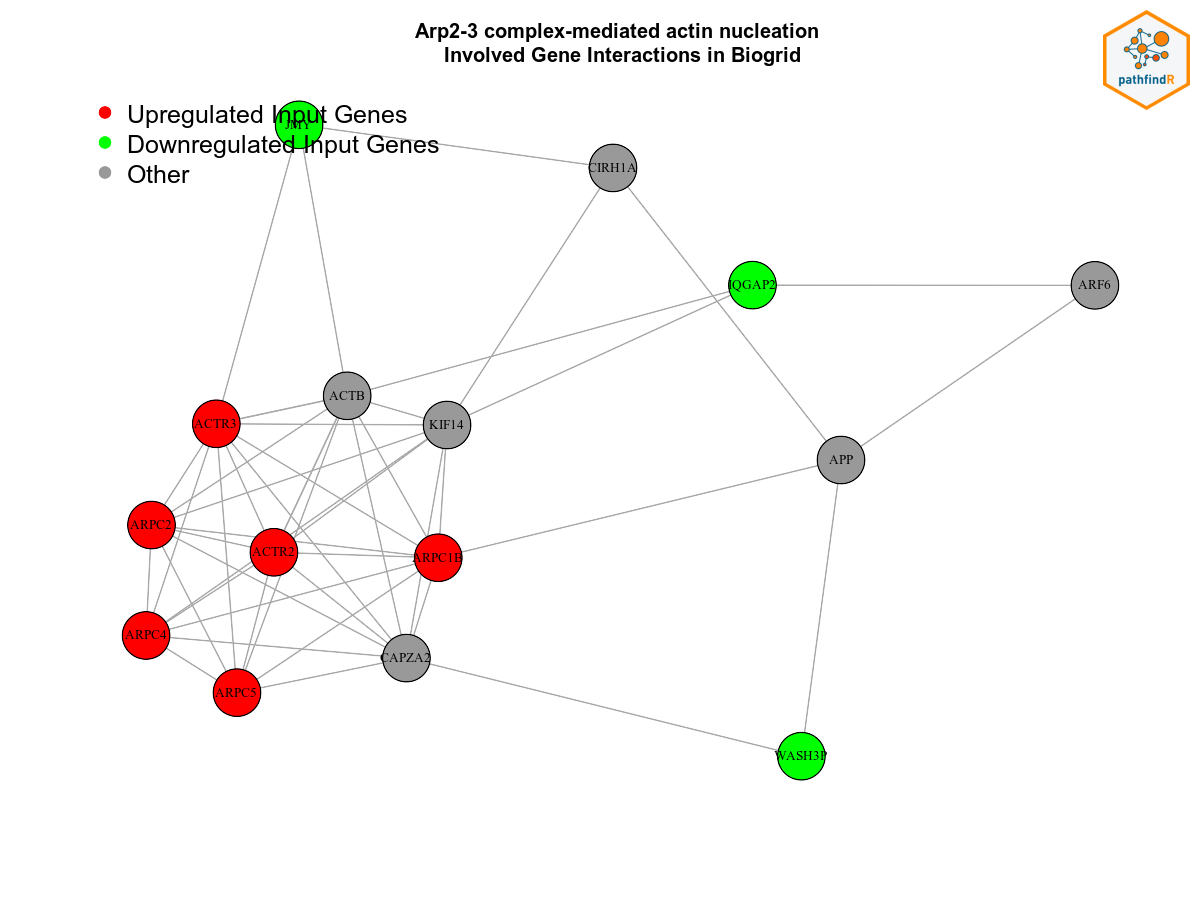 Arp2-3 complex-mediated actin nucleation
Involved Gene Interactions in Biogrid
pathfindR
Upregulated Input Genes
JMY
Downregulated Input Genes
CIRH1A
Other
IQGAP2
ARF6
ACTB
ACTR3
KIF14
APP
ARPC2
ACTR2
ARPC1B
ARPC4
CAPZA2
ARPC5
WASH3P